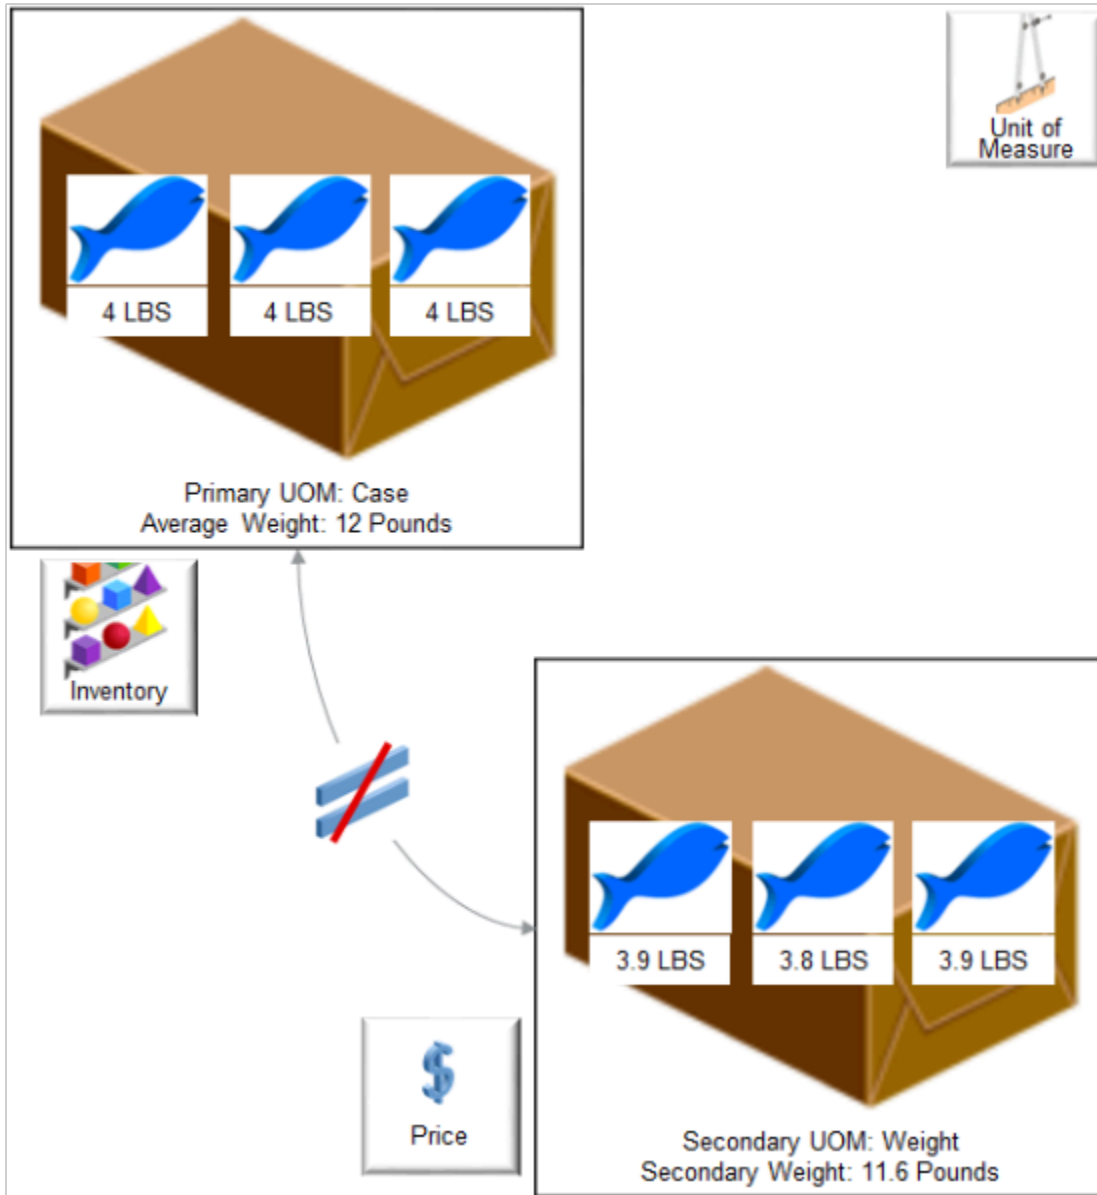 Unit of
Measure
4 LBS
4 LBS
4 LBS
Primary UOM: Case
Average Weight: 12 Pounds
Inventory
3.9 LBS
3.8 LBS
3.9 LBS
$
Price
Secondary UOM: Weight
Secondary Weight: 11.6 Pounds